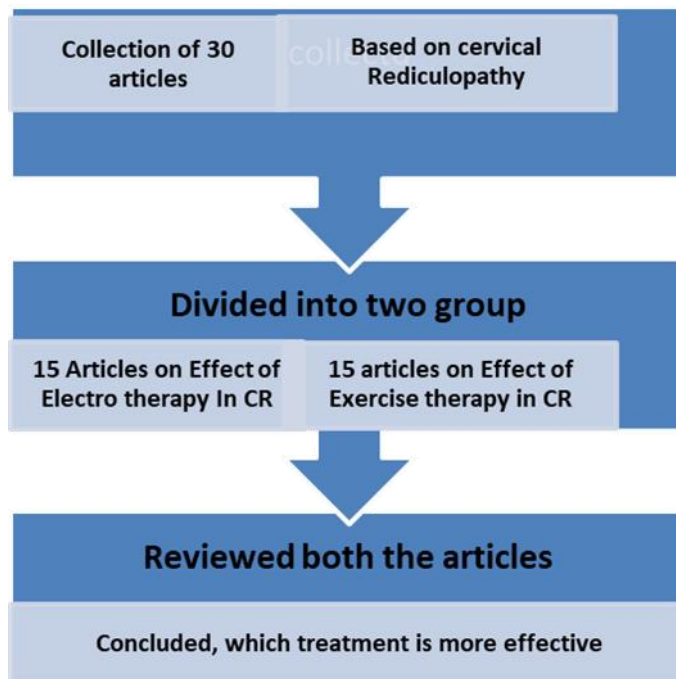 Collection of 30
articles
Based on cervical
Rediculopathy
Divided into two group
15 Articles on Effect of
Electro therapy In CR
15 articles on Effect of
Exercise therapy in CR
Reviewed both the articles
Concluded, which treatment is more effective